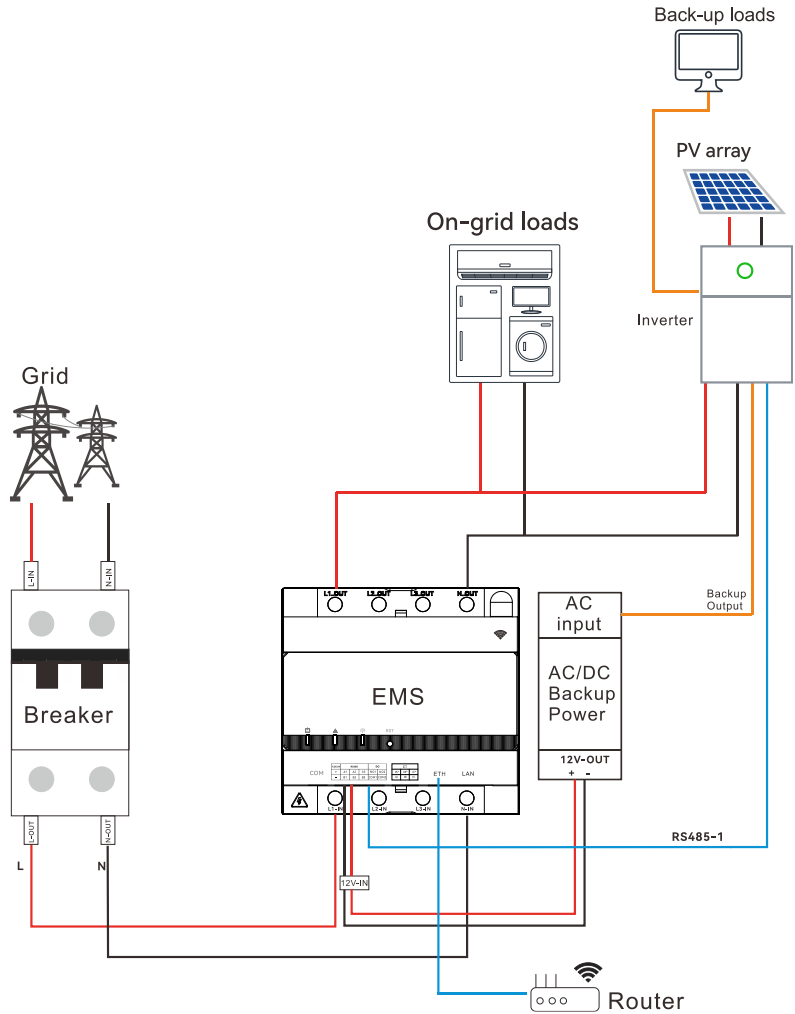 Back-up loads
PV array
On-grid loads
Inverter
Grid
L-IN
N-IN
L1_OUT
L2_OUT
L3_OUT
N_OUT
AC
input
Backup
Output
EMS
AC/DC
Backup
Power
Breaker
RST
12V-OUT
+ -
COM
ETH
LAN
L1-IN
L2-IN
L3-IN
N-IN
L-OUT
N-OUT
RS485-1
L
N
12V-IN
Router